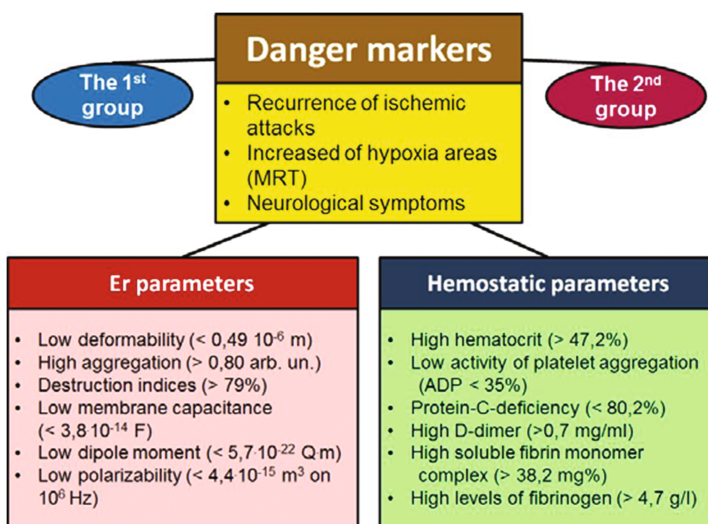 Danger markers
The 1st
group
The 2nd
group
• Recurrence of ischemic
attacks
• Increased of hypoxia areas
(MRT)
• Neurological symptoms
Er parameters
• Low deformability (< 0,49 10-6 m)
• High aggregation (> 0,80 arb. un.)
• Destruction indices (> 79%)
• Low membrane capacitance
(< 3,8·10-14 F)
• Low dipole moment (< 5,7·10-22 Q·m)
• Low polarizability (< 4,4·10-15 m3 on
106 Hz)
Hemostatic parameters
• High hematocrit (> 47,2%)
• Low activity of platelet aggregation
(ADP < 35%)
• Protein-C-deficiency (< 80,2%)
• High D-dimer (>0,7 mg/ml)
• High soluble fibrin monomer
complex (> 38,2 mg%)
• High levels of fibrinogen (> 4,7 g/l)